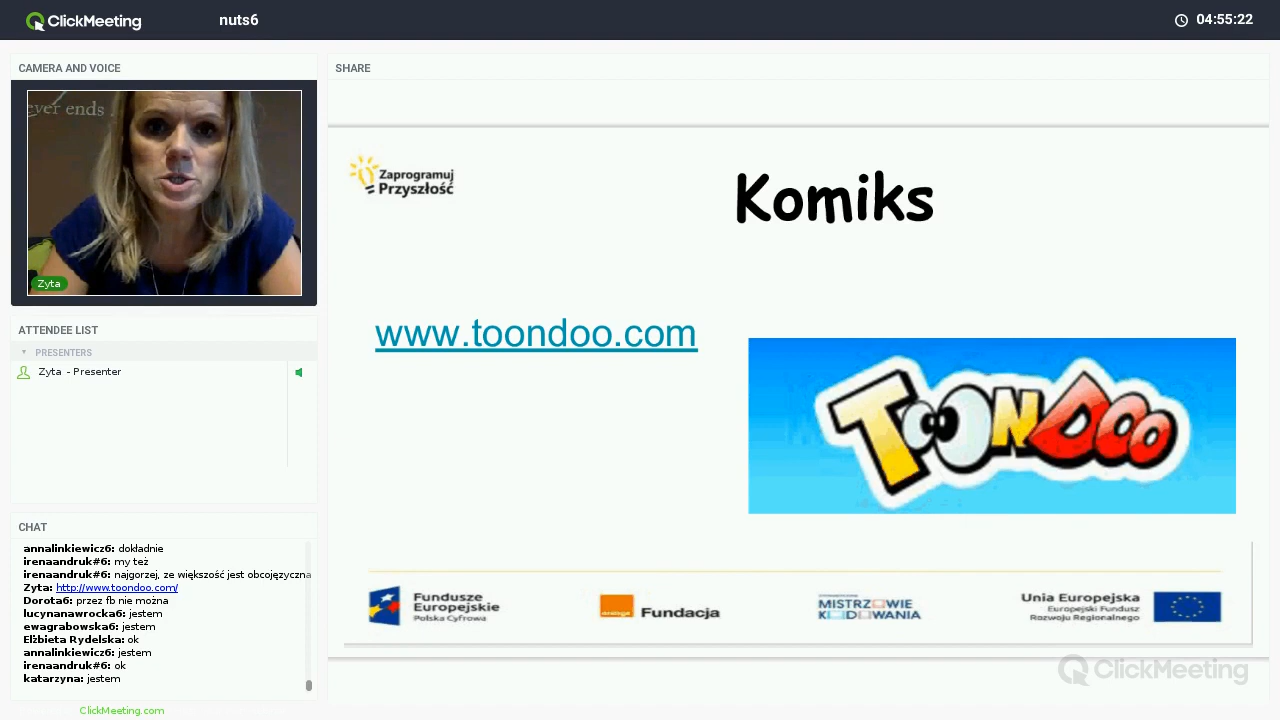 ClickMeeting
nuts6
04:55:22
CAMERA AND VOICE
ever ends
Zyta
ATTENDEE LIST
PRESENTERS
Zyta - Presenter
CHAT
annalinkiewicz6: dokładnie
irenaandruk#6: my też
irenaandruk#6: najgorzej, ze większość jest obcojęzyczna
Zyta: http://www.toondoo.com/
Dorota6: przez fb nie można
lucynanawrocka6: jestem
ewagrabowska6: jestem
Elżbieta Rydelska: ok
annalinkiewicz6: jestem
irenaandruk#6: ok
katarzyna: jestem
ClickMeeting.com
SHARE
Zaprogramuj
Przyszłość
Komiks
www.toondoo.com
TOONDOO
Fundusze
Europejskie
Polska Cyfrowa
orange
Fundacja
MISTRZOWIE
KODOWANIA
Unia Europejska
Europejski Fundusz
Rozwoju Regionalnego
ClickMeeting